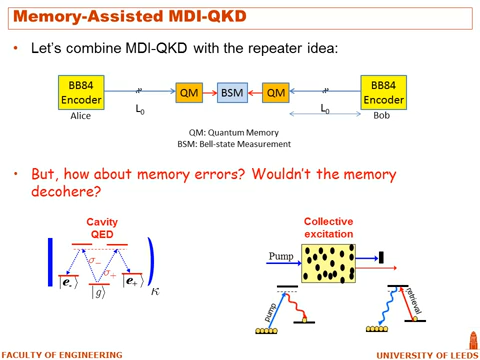 Memory-Assisted MDI-QKD
• Let's combine MDI-QKD with the repeater idea:
BB84 Encoder
QM
BSM
QM
BB84 Encoder
Alice
L₀
L₀
Bob
QM: Quantum Memory
BSM: Bell-state Measurement
• But, how about memory errors? Wouldn't the memory
decohere?
Cavity
QED
Collective
excitation
σ₋
σ₊
|e₋⟩
|g⟩
|e₊⟩
κ
Pump
pump
retrieval
FACULTY OF ENGINEERING
UNIVERSITY OF LEEDS